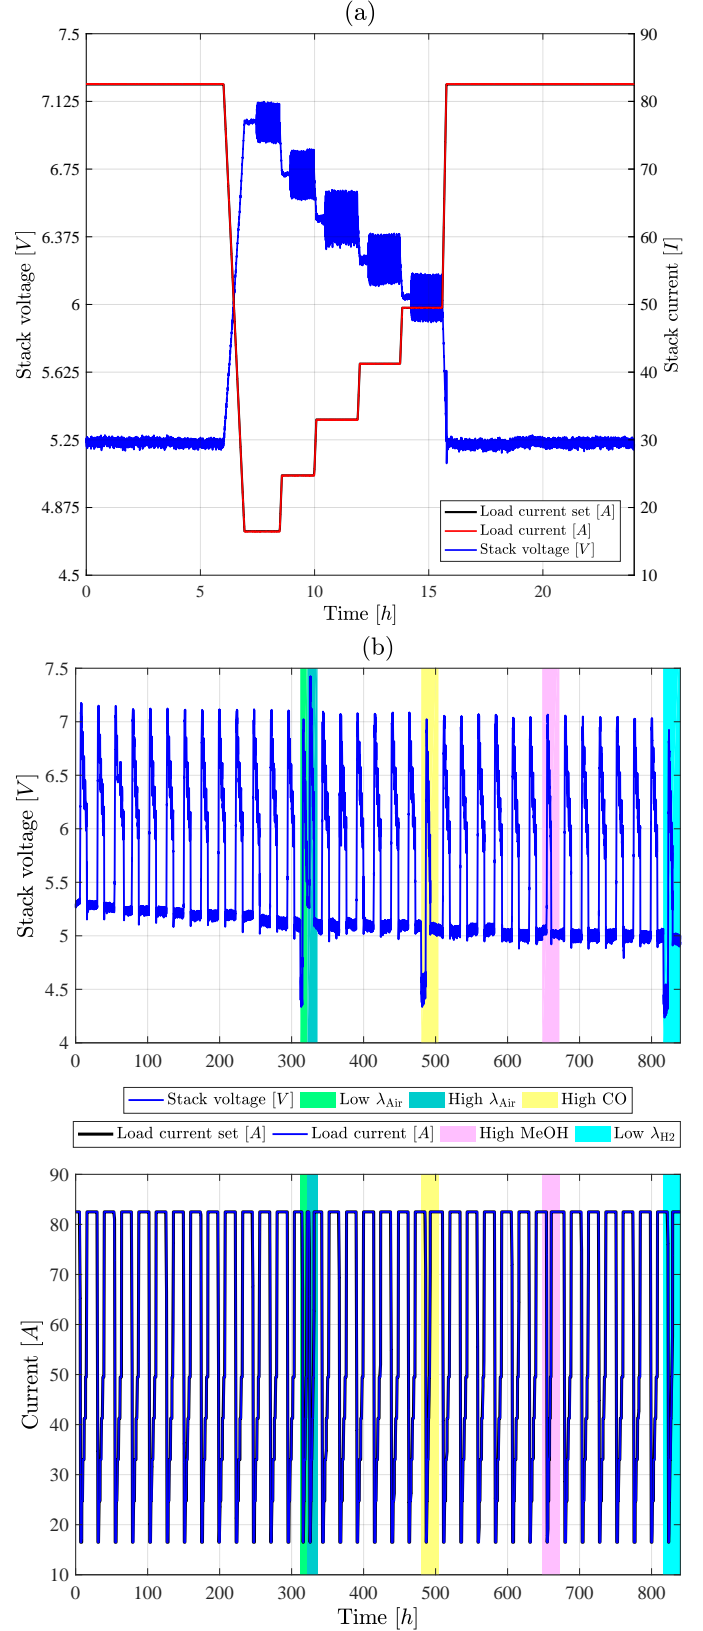 (a)
7.5
7.125
6.75
6.375
6
5.625
5.25
4.875
4.5
Stack voltage [V]
90
80
70
60
50
40
30
20
10
Stack current [I]
Load current set [A]
Load current [A]
Stack voltage [V]
0 5 10 15 20
Time [h]
(b)
7.5
7
6.5
6
5.5
5
4.5
4
Stack voltage [V]
0 100 200 300 400 500 600 700 800
Stack voltage [V] Low λAir High λAir High CO
Load current set [A] Load current [A] High MeOH Low λH2
90
80
70
60
50
40
30
20
10
Current [A]
0 100 200 300 400 500 600 700 800
Time [h]